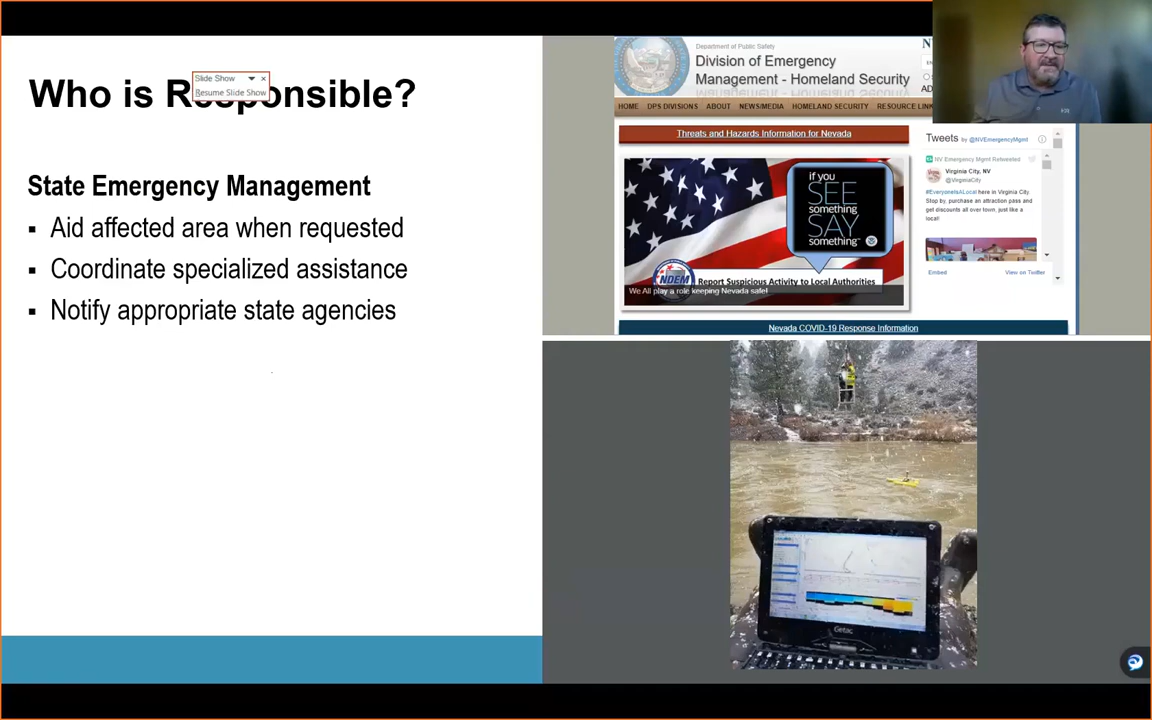 Who is Responsible?
Slide Show
Resume Slide Show
State Emergency Management
Aid affected area when requested
Coordinate specialized assistance
Notify appropriate state agencies
Department of Public Safety
Division of Emergency
Management - Homeland Security
HOME DPS DIVISIONS ABOUT NEWS/MEDIA HOMELAND SECURITY RESOURCE LINK
Threats and Hazards Information for Nevada
if you
SEE
something
SAY
something™
NDEM
Report Suspicious Activity to Local Authorities
We All play a role keeping Nevada safe!
Tweets by @NVEmergencyMgmt
NV Emergency Mgmt Retweeted
Virginia City, NV
@VirginiaCity
#EveryoneIsALocal here in Virginia City.
Stop by, purchase an attraction pass and
get discounts all over town, just like a
local!
Embed View on Twitter
Nevada COVID-19 Response Information
Getac